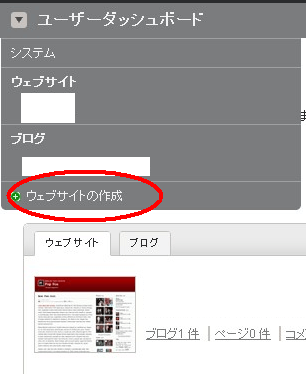 ユーザーダッシュボード
システム
ウェブサイト
ブログ
ウェブサイトの作成
ウェブサイト
ブログ
ブログ1 件 | ページ0 件 | コメ